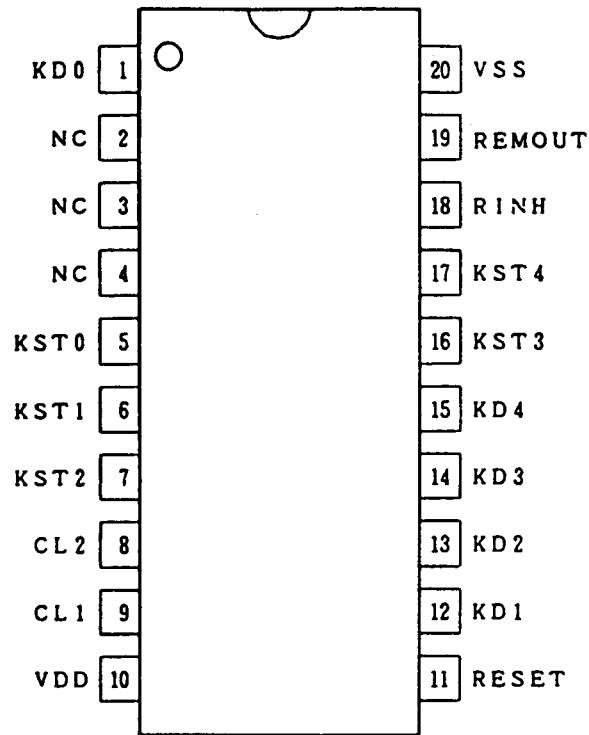 KD0 1 20 VSS
NC 2 19 REMOUT
NC 3 18 RINH
NC 4 17 KST4
KST0 5 16 KST3
KST1 6 15 KD4
KST2 7 14 KD3
CL2 8 13 KD2
CL1 9 12 KD1
VDD 10 11 RESET